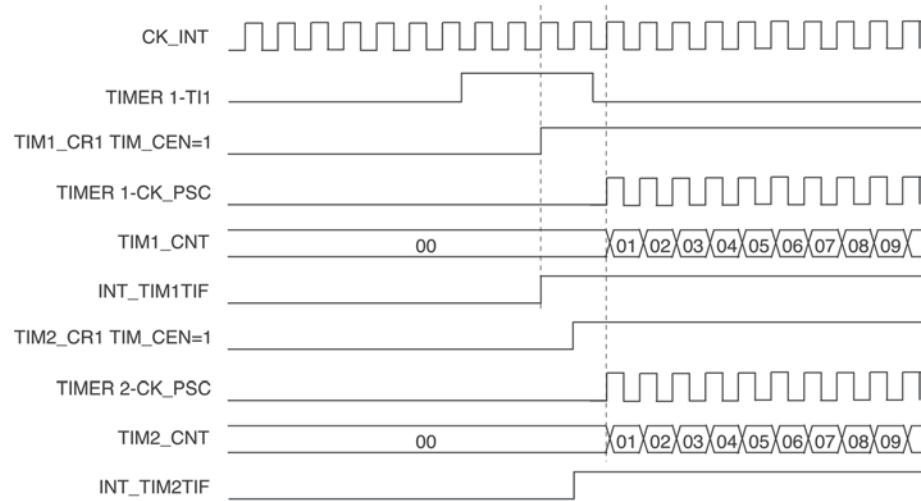 CK_INT
TIMER 1-TI1
TIM1_CR1 TIM_CEN=1
TIMER 1-CK_PSC
TIM1_CNT 00 01 02 03 04 05 06 07 08 09
INT_TIM1TIF
TIM2_CR1 TIM_CEN=1
TIMER 2-CK_PSC
TIM2_CNT 00 01 02 03 04 05 06 07 08 09
INT_TIM2TIF